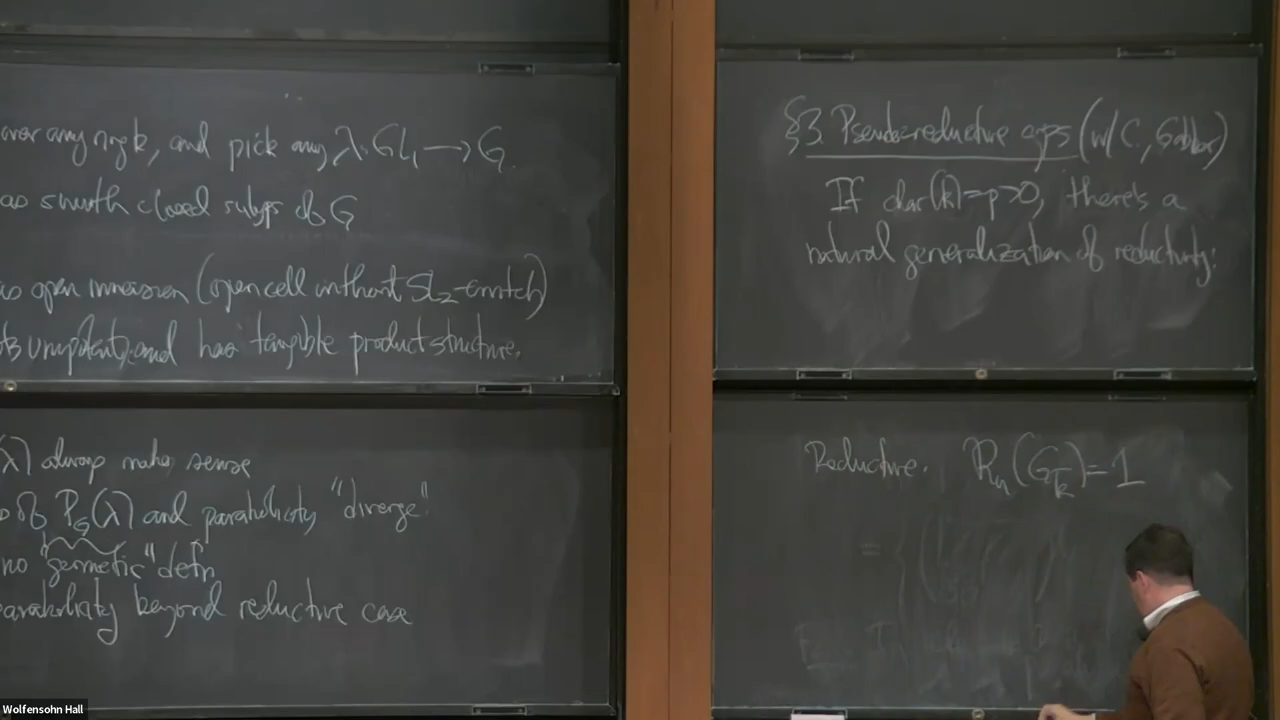 over any ring k, and pick any λ: GL₁ → G.
as smooth closed subgps of G
as open immersion (open cell without SL₂-crutch)
unipotent, and has tangible product structure.
λ) always make sense
of P_G(λ) and parabolicity "diverge"
no "geometric" defn
parabolicity beyond reductive case
§3. Pseudo-reductive gps (w/ C., Gabber)
If char(k)=p>0, there's a
natural generalization of reductivity:
Reductive. R_u(G_k̄)=1
Wolfensohn Hall